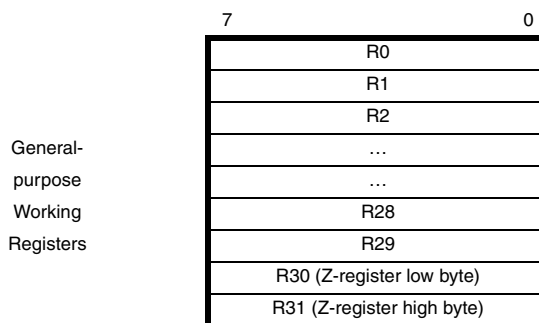 7 0
R0
R1
R2
General- …
purpose …
Working R28
Registers R29
R30 (Z-register low byte)
R31 (Z-register high byte)